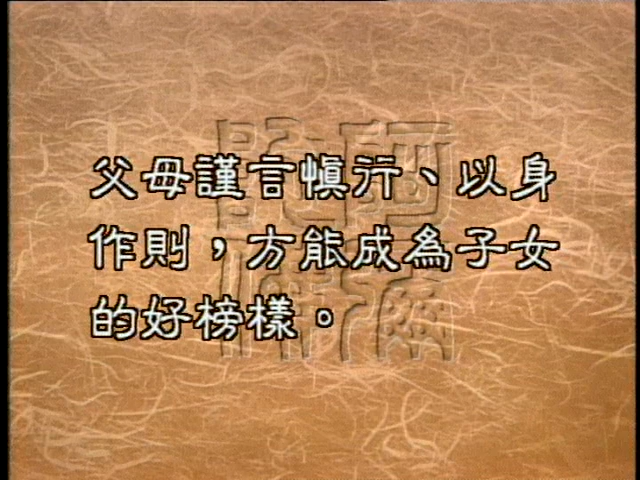 父母謹言慎行、以身
作則，方能成為子女
的好榜樣。